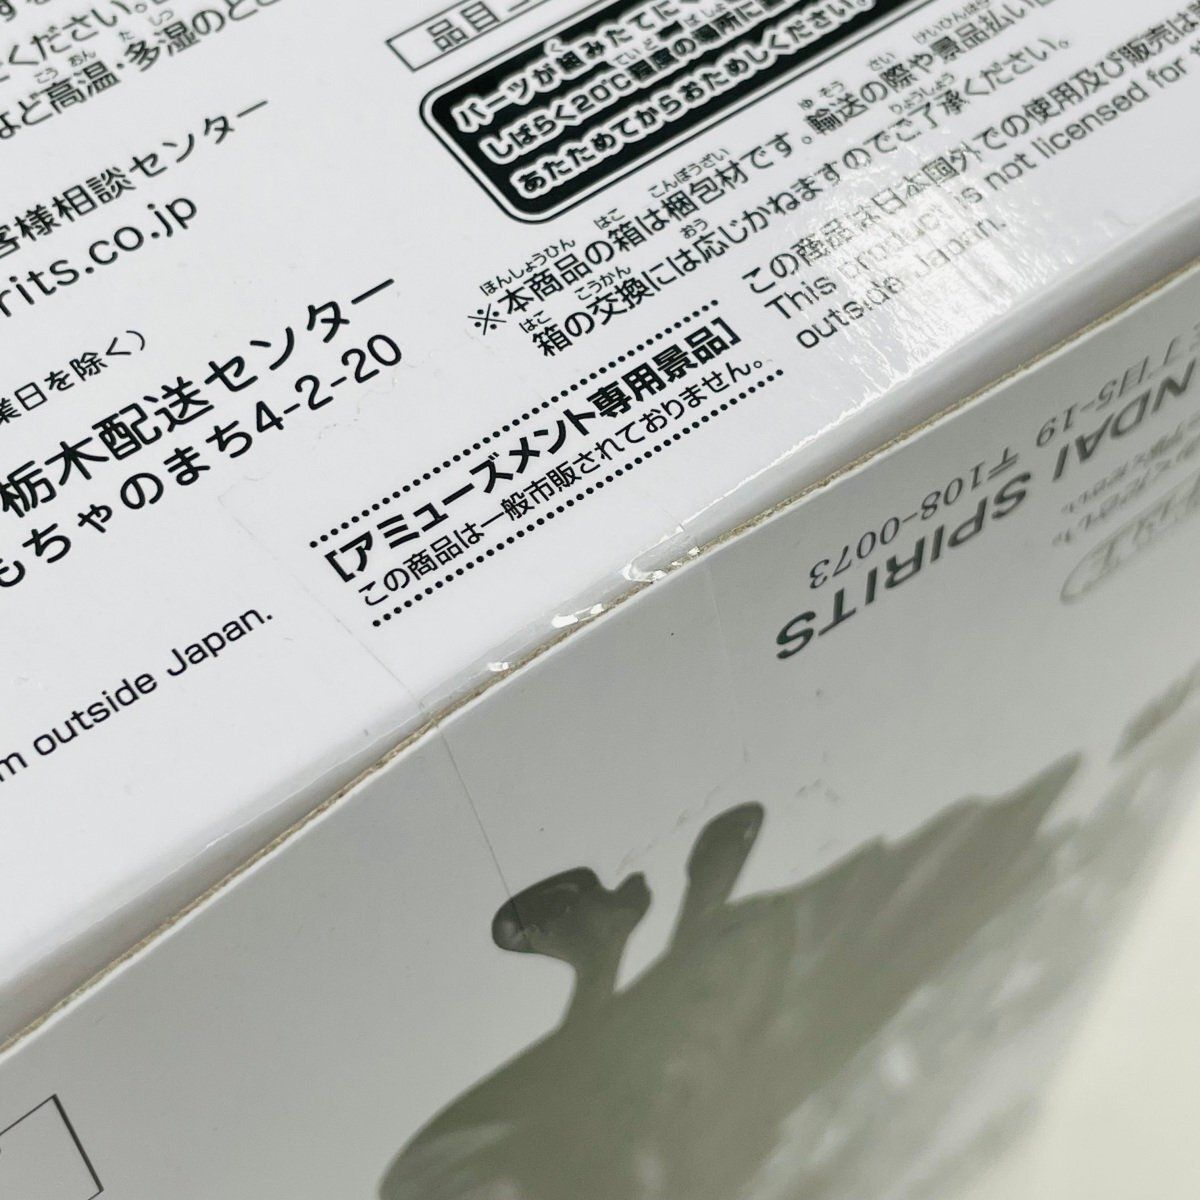 ください。
など高温・多湿のとこ
客様相談センター
rits.co.jp
業日を除く）
栃木配送センター
もちゃのまち4-2-20
m outside Japan.
品目
パーツが組みたてに
しばらく20℃程度の場所に
あたためてからおためしください。
※本商品の箱は梱包材です。輸送の際や景品払い
箱の交換には応じかねますのでご了承ください。
この商品は日本国外での使用及び販売は
This product is not licensed for
outside Japan.
[アミューズメント専用景品]
この商品は一般市販されておりません。
NDAI SPIRITS
5-19 〒108-0073